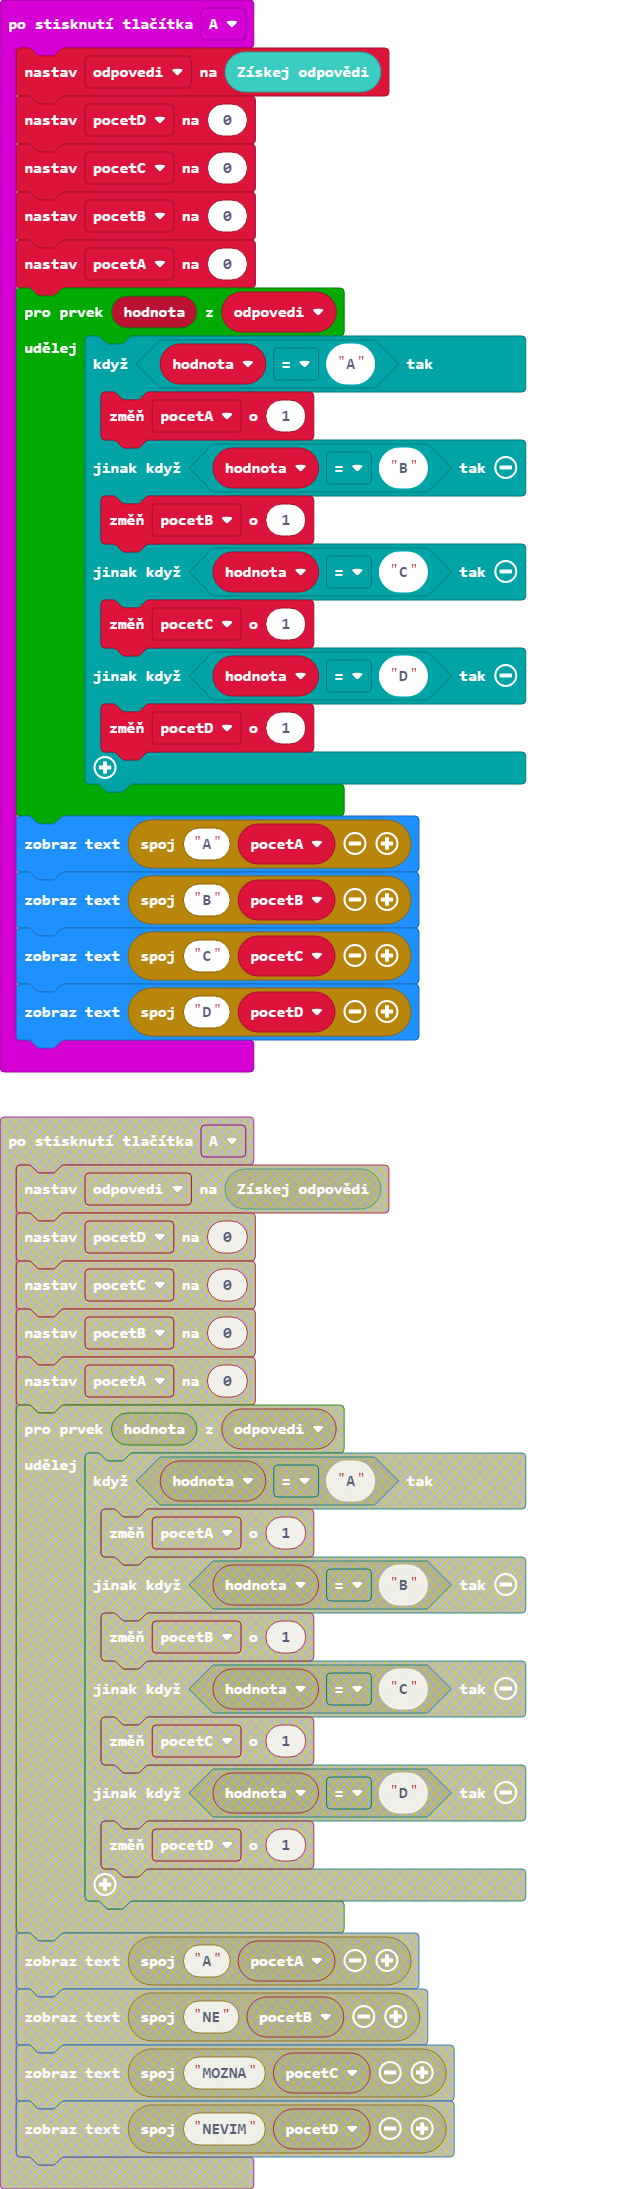 po stisknutí tlačítka A
nastav odpovedi na Získej odpovědi
nastav pocetD na 0
nastav pocetC na 0
nastav pocetB na 0
nastav pocetA na 0
pro prvek hodnota z odpovedi
udělej
když hodnota = "A" tak
změň pocetA o 1
jinak když hodnota = "B" tak
změň pocetB o 1
jinak když hodnota = "C" tak
změň pocetC o 1
jinak když hodnota = "D" tak
změň pocetD o 1
zobraz text spoj "A" pocetA
zobraz text spoj "B" pocetB
zobraz text spoj "C" pocetC
zobraz text spoj "D" pocetD
po stisknutí tlačítka A
nastav odpovedi na Získej odpovědi
nastav pocetD na 0
nastav pocetC na 0
nastav pocetB na 0
nastav pocetA na 0
pro prvek hodnota z odpovedi
udělej
když hodnota = "A" tak
změň pocetA o 1
jinak když hodnota = "B" tak
změň pocetB o 1
jinak když hodnota = "C" tak
změň pocetC o 1
jinak když hodnota = "D" tak
změň pocetD o 1
zobraz text spoj "A" pocetA
zobraz text spoj "NE" pocetB
zobraz text spoj "MOZNA" pocetC
zobraz text spoj "NEVIM" pocetD